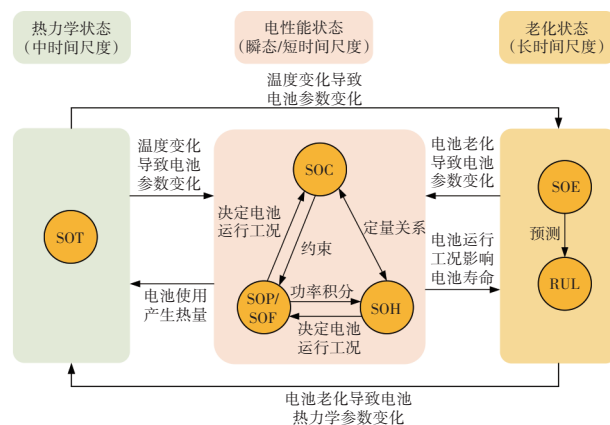 热力学状态
（中时间尺度）
电性能状态
（瞬态/短时间尺度）
老化状态
（长时间尺度）
温度变化导致
电池参数变化
温度变化
导致电池
参数变化
电池老化
导致电池
参数变化
SOC
SOE
决定电池
运行工况
定量关系
约束
预测
SOT
电池运行
工况影响
电池寿命
电池使用
产生热量
SOP/
SOF
功率积分
SOH
RUL
决定电池
运行工况
电池老化导致电池
热力学参数变化